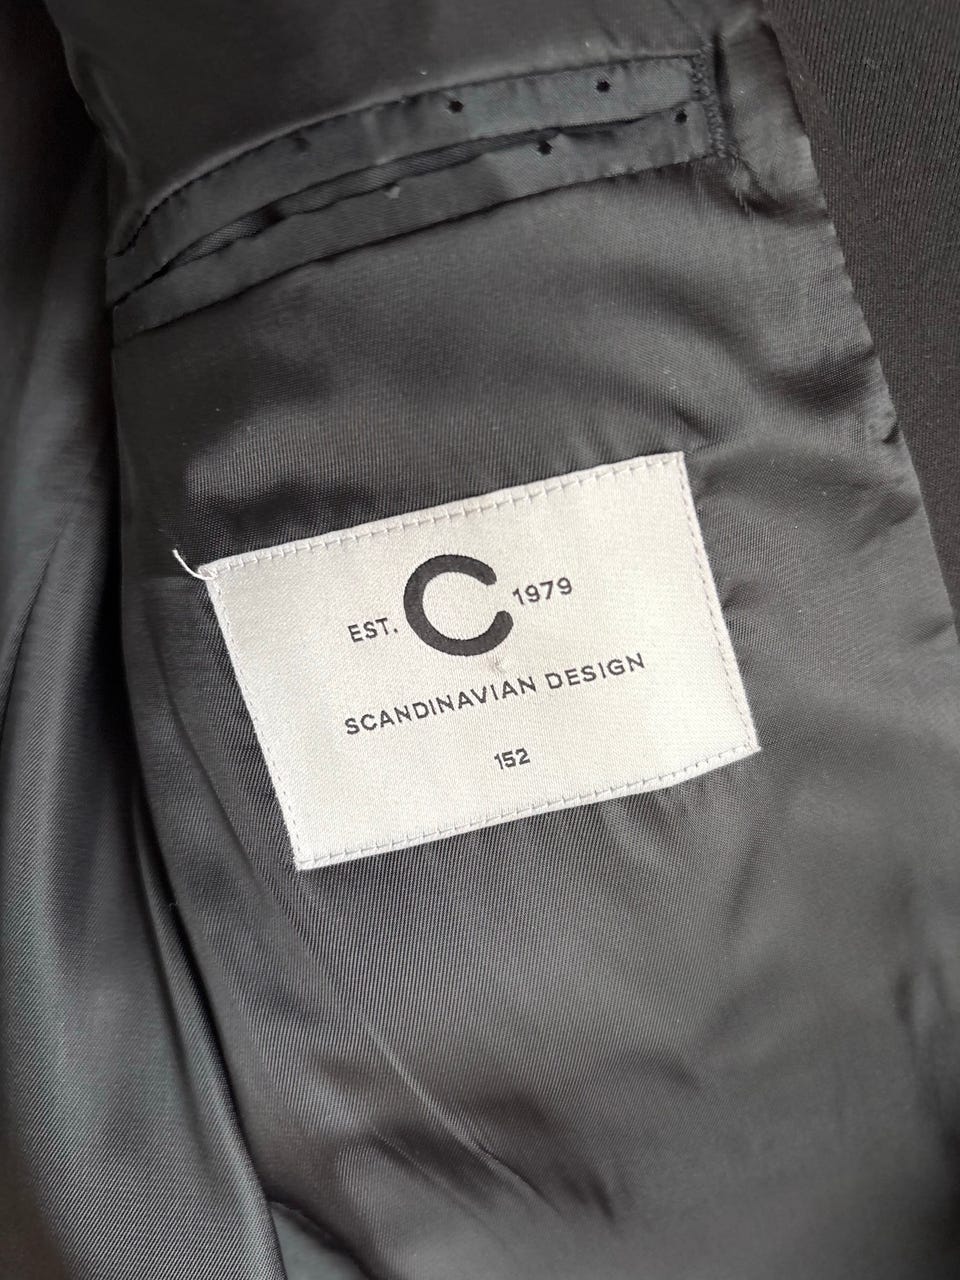 EST. C 1979
SCANDINAVIAN DESIGN
152